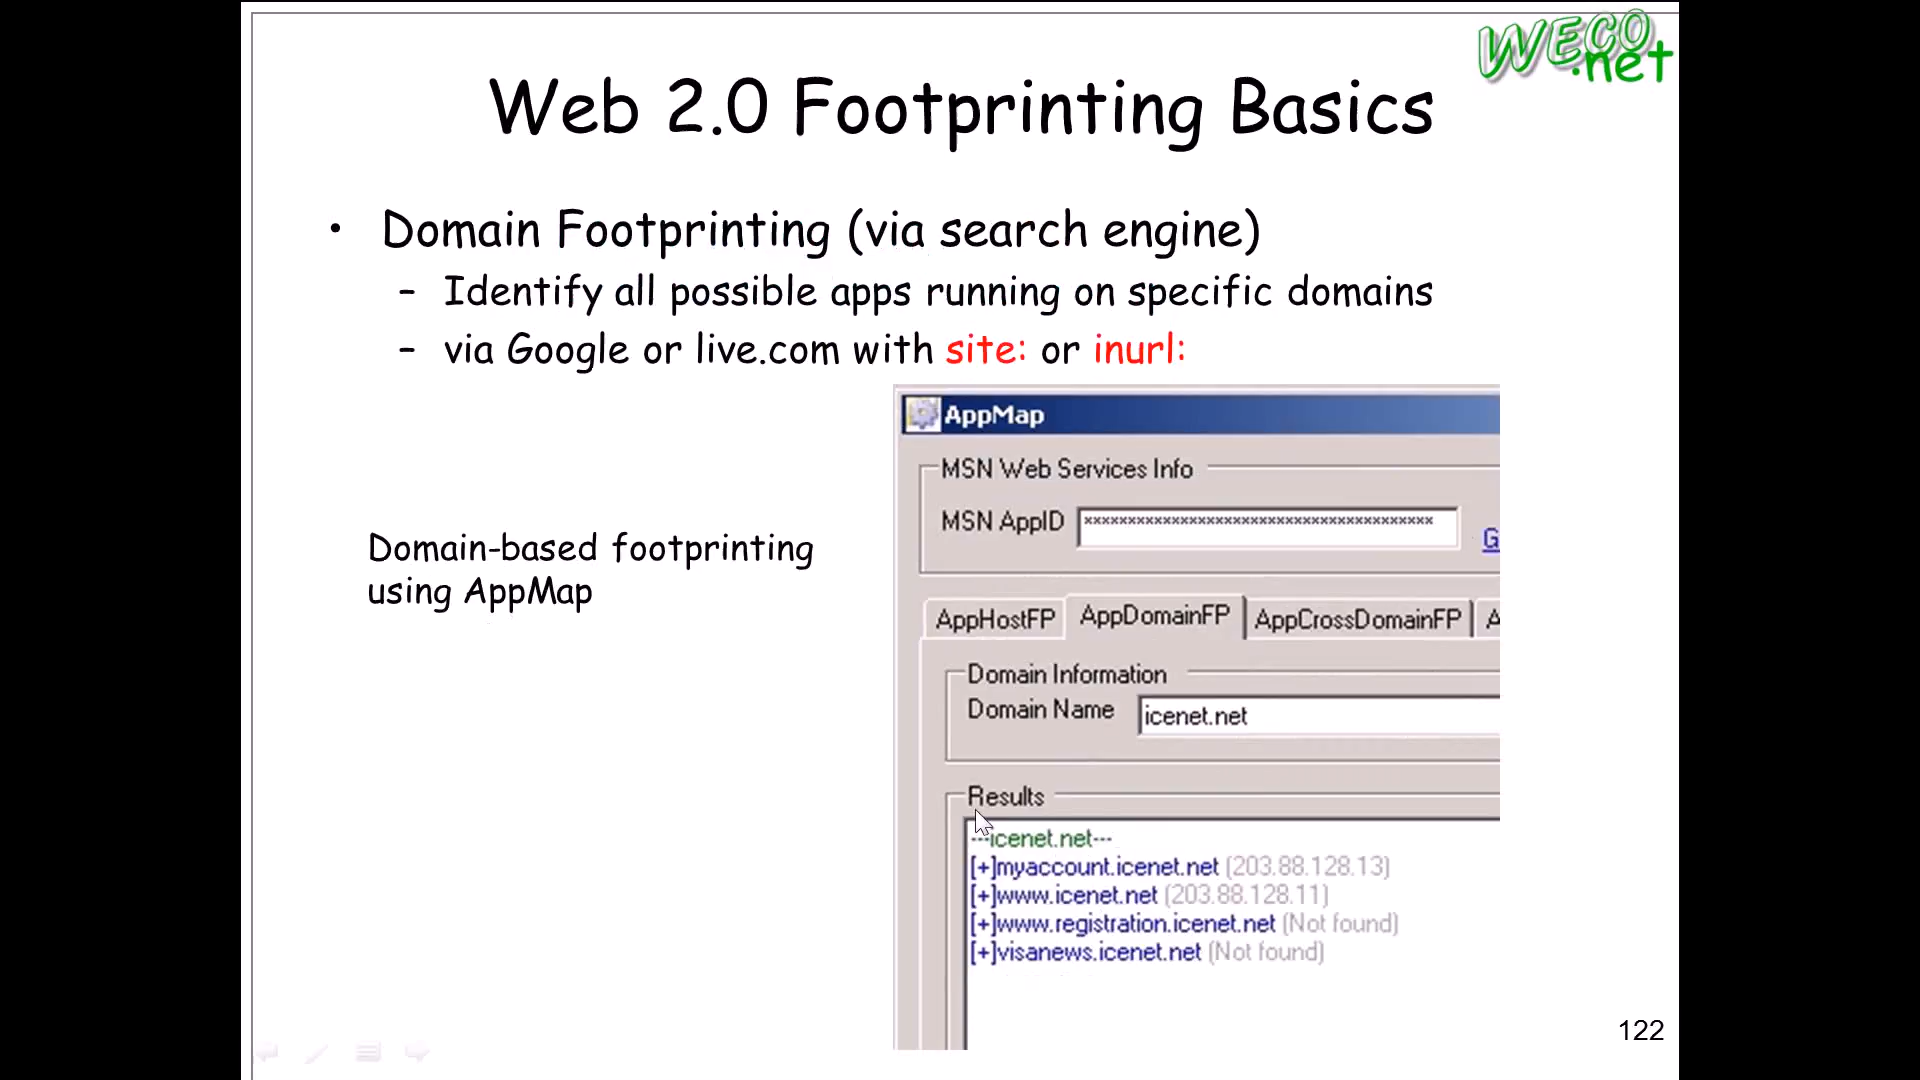 WECO
.net
Web 2.0 Footprinting Basics
• Domain Footprinting (via search engine)
– Identify all possible apps running on specific domains
– via Google or live.com with site: or inurl:
Domain-based footprinting
using AppMap
AppMap
MSN Web Services Info
MSN AppID xxxxxxxxxxxxxxxxxxxxxxxxxxxxxxxxxxxxxxxx
G
AppHostFP AppDomainFP AppCrossDomainFP A
Domain Information
Domain Name icenet.net
Results
---icenet.net---
[+]myaccount.icenet.net (203.88.128.13)
[+]www.icenet.net (203.88.128.11)
[+]www.registration.icenet.net (Not found)
[+]visanews.icenet.net (Not found)
122